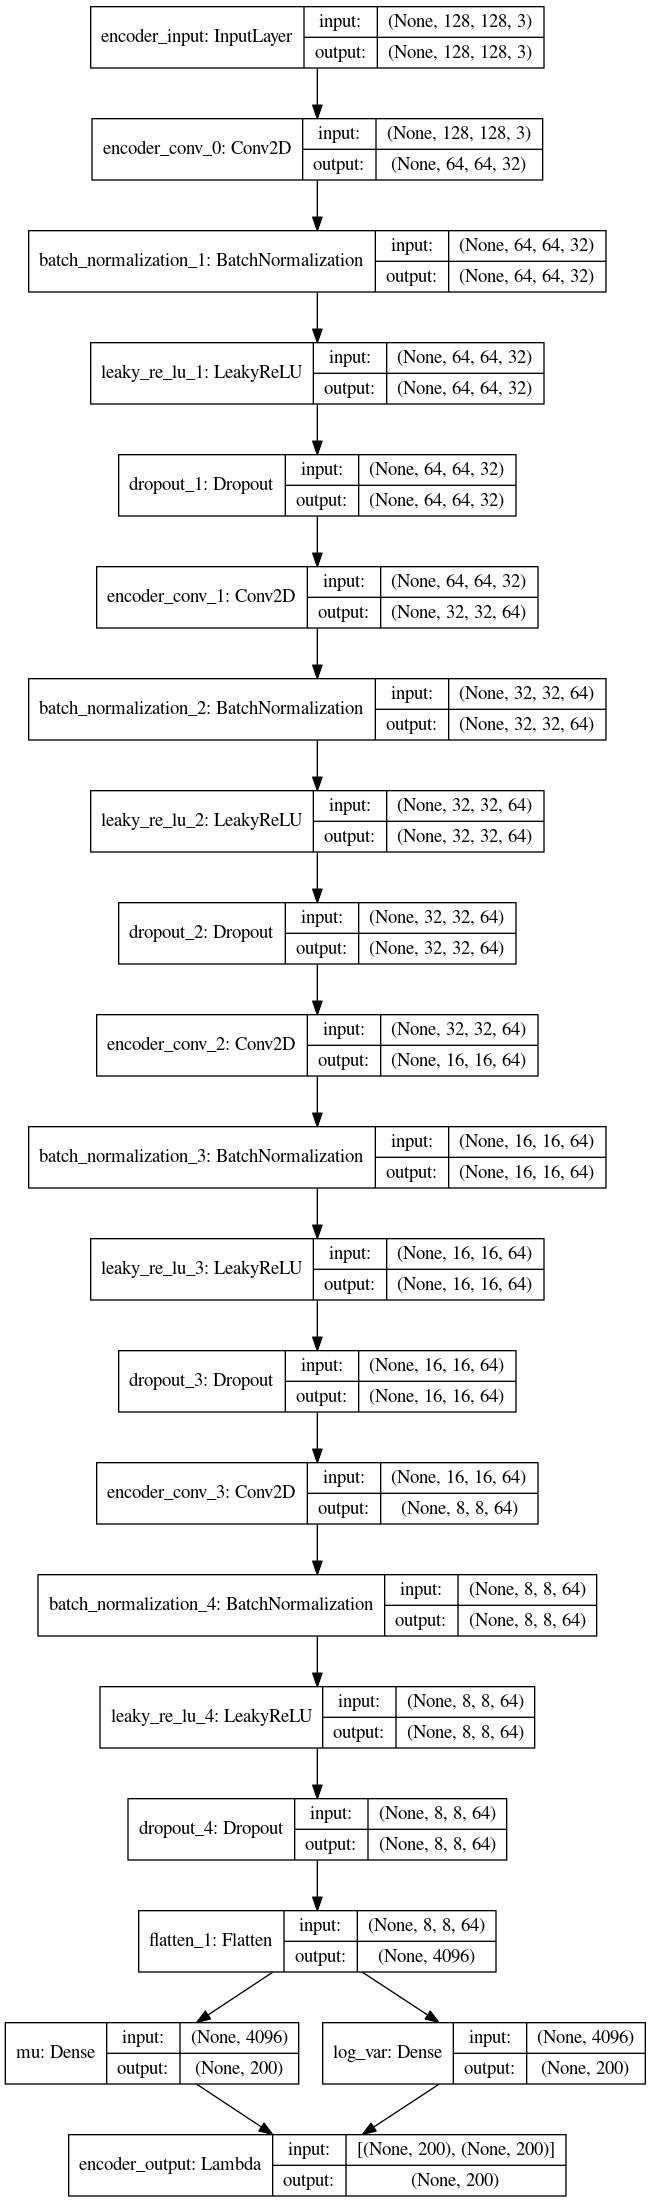 encoder_input: InputLayer
input: (None, 128, 128, 3)
output: (None, 128, 128, 3)
encoder_conv_0: Conv2D
input: (None, 128, 128, 3)
output: (None, 64, 64, 32)
batch_normalization_1: BatchNormalization
input: (None, 64, 64, 32)
output: (None, 64, 64, 32)
leaky_re_lu_1: LeakyReLU
input: (None, 64, 64, 32)
output: (None, 64, 64, 32)
dropout_1: Dropout
input: (None, 64, 64, 32)
output: (None, 64, 64, 32)
encoder_conv_1: Conv2D
input: (None, 64, 64, 32)
output: (None, 32, 32, 64)
batch_normalization_2: BatchNormalization
input: (None, 32, 32, 64)
output: (None, 32, 32, 64)
leaky_re_lu_2: LeakyReLU
input: (None, 32, 32, 64)
output: (None, 32, 32, 64)
dropout_2: Dropout
input: (None, 32, 32, 64)
output: (None, 32, 32, 64)
encoder_conv_2: Conv2D
input: (None, 32, 32, 64)
output: (None, 16, 16, 64)
batch_normalization_3: BatchNormalization
input: (None, 16, 16, 64)
output: (None, 16, 16, 64)
leaky_re_lu_3: LeakyReLU
input: (None, 16, 16, 64)
output: (None, 16, 16, 64)
dropout_3: Dropout
input: (None, 16, 16, 64)
output: (None, 16, 16, 64)
encoder_conv_3: Conv2D
input: (None, 16, 16, 64)
output: (None, 8, 8, 64)
batch_normalization_4: BatchNormalization
input: (None, 8, 8, 64)
output: (None, 8, 8, 64)
leaky_re_lu_4: LeakyReLU
input: (None, 8, 8, 64)
output: (None, 8, 8, 64)
dropout_4: Dropout
input: (None, 8, 8, 64)
output: (None, 8, 8, 64)
flatten_1: Flatten
input: (None, 8, 8, 64)
output: (None, 4096)
mu: Dense
input: (None, 4096)
output: (None, 200)
log_var: Dense
input: (None, 4096)
output: (None, 200)
encoder_output: Lambda
input: [(None, 200), (None, 200)]
output: (None, 200)